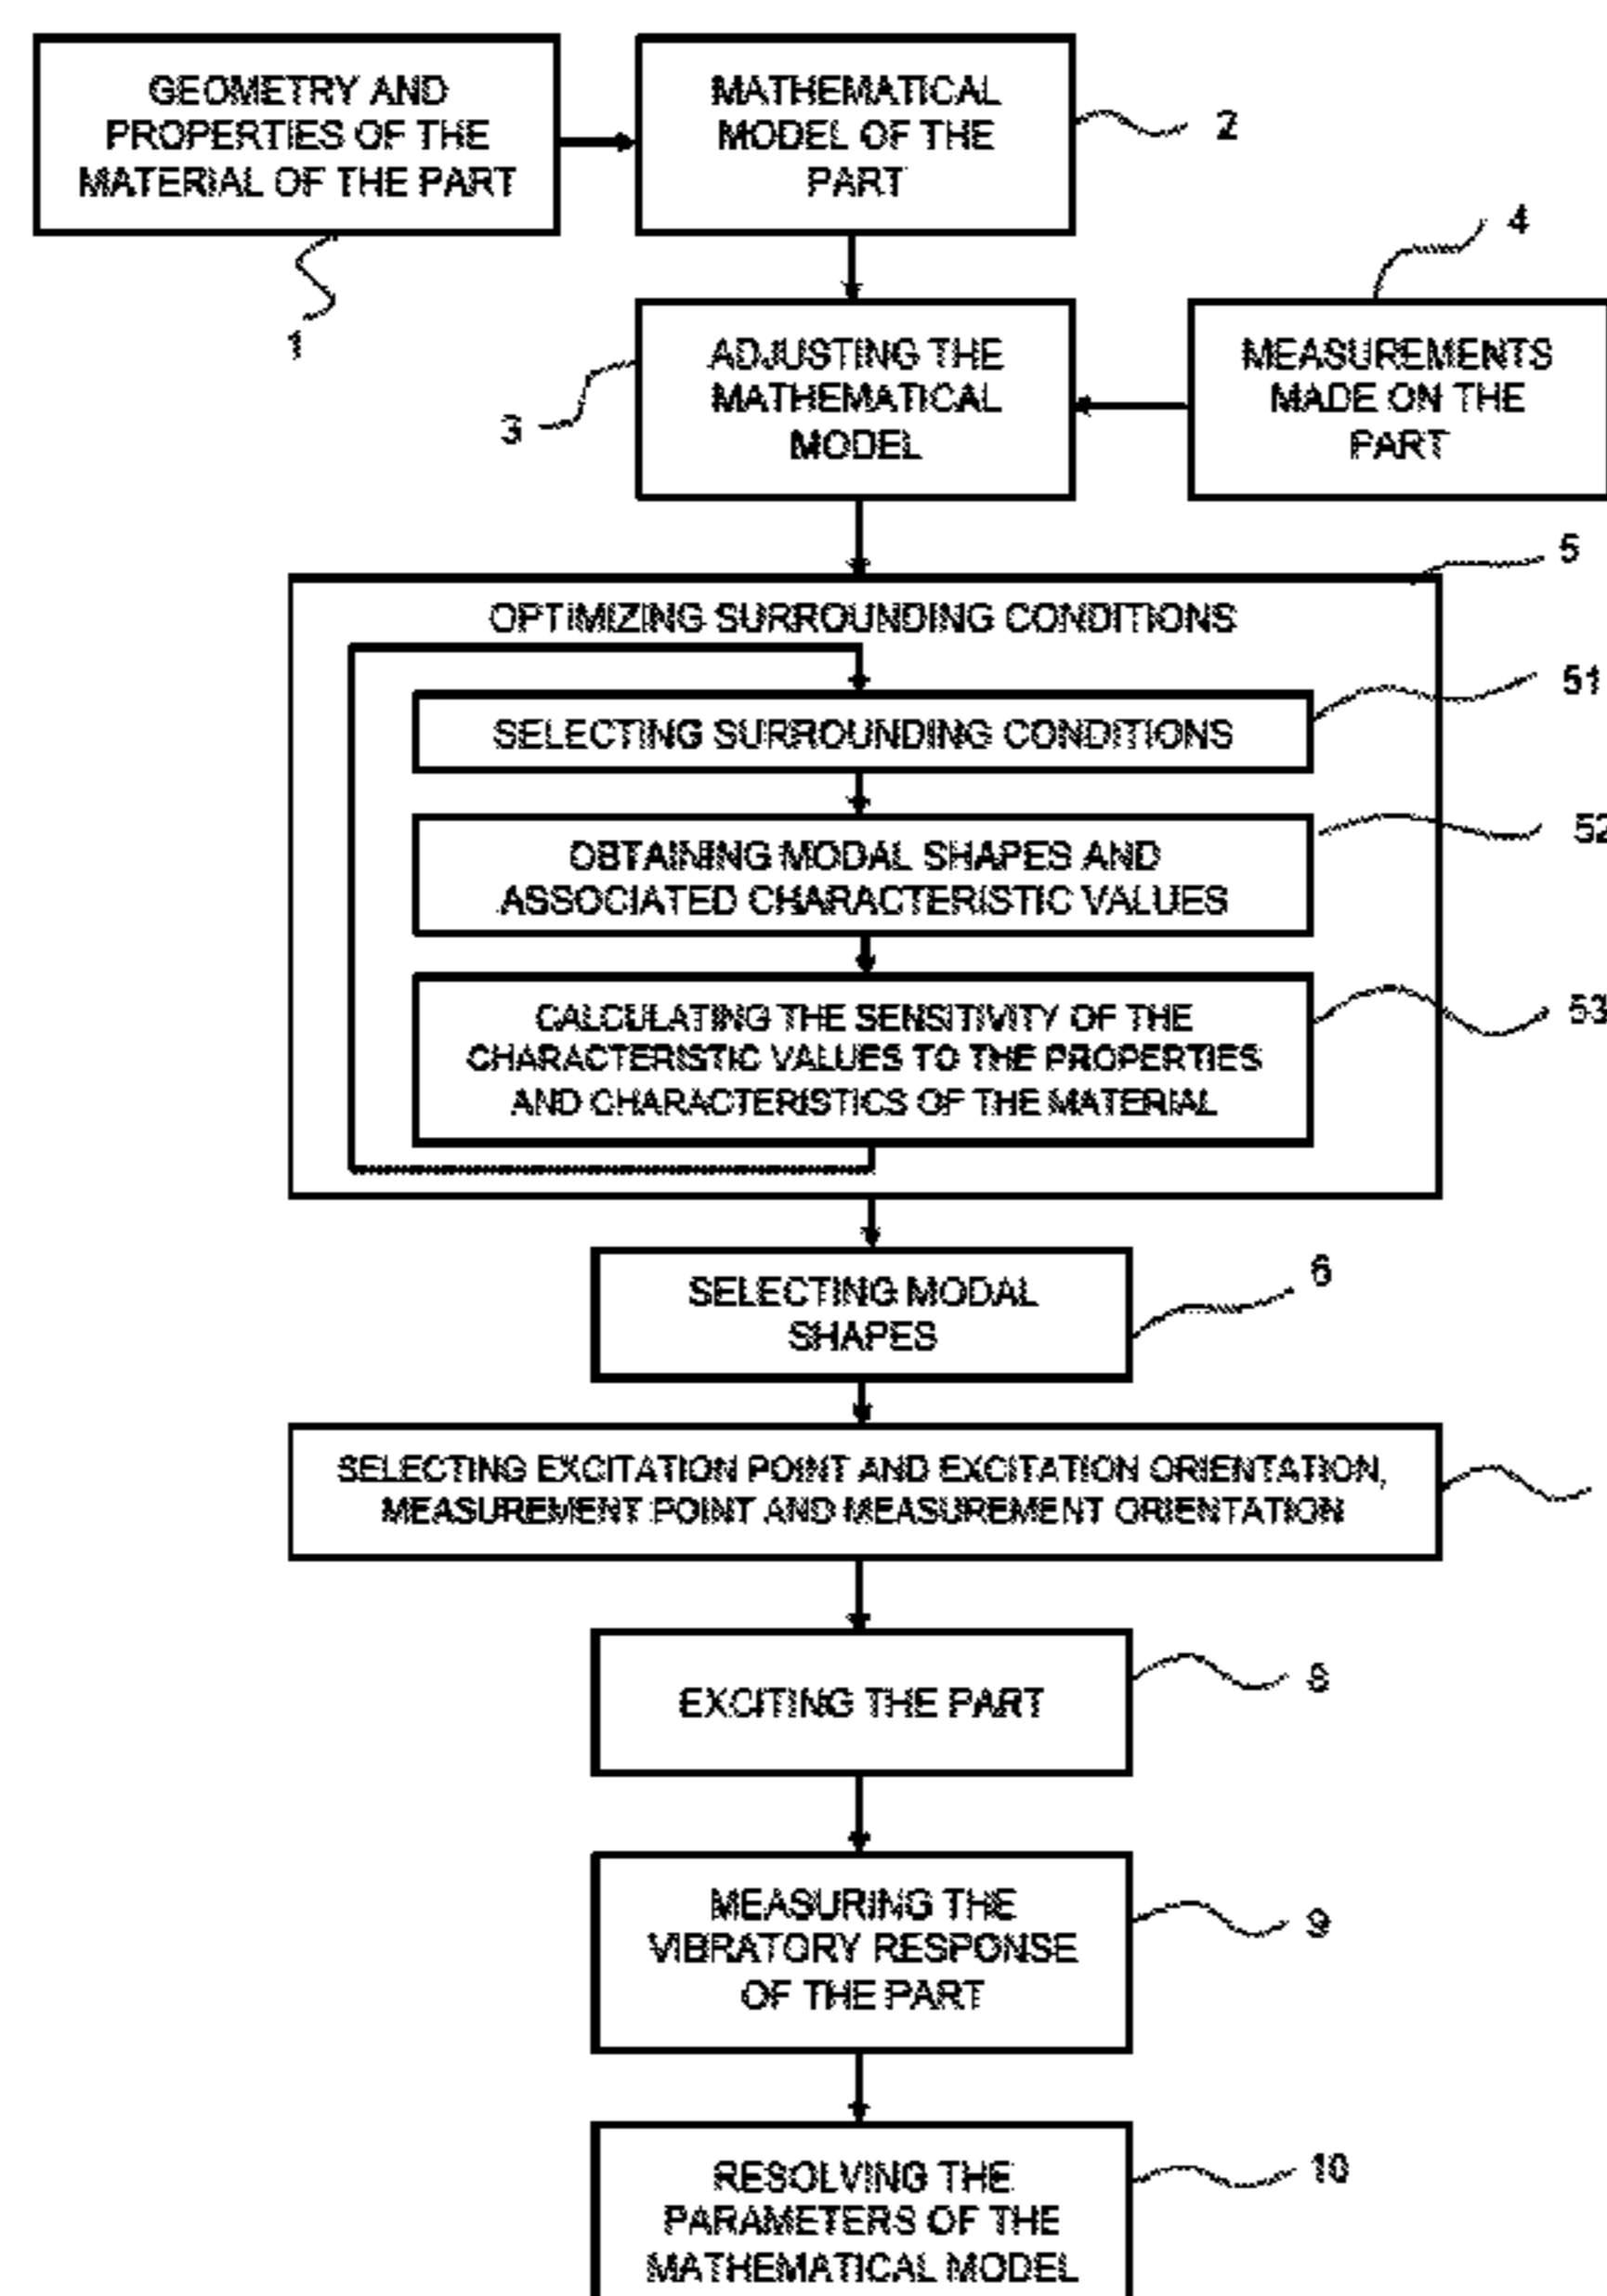 GEOMETRY AND
PROPERTIES OF THE
MATERIAL OF THE PART
1
MATHEMATICAL
MODEL OF THE
PART
2
ADJUSTING THE
MATHEMATICAL
MODEL
3
MEASUREMENTS
MADE ON THE
PART
4
5
OPTIMIZING SURROUNDING CONDITIONS
SELECTING SURROUNDING CONDITIONS
51
OBTAINING MODAL SHAPES AND
ASSOCIATED CHARACTERISTIC VALUES
52
CALCULATING THE SENSITIVITY OF THE
CHARACTERISTIC VALUES TO THE PROPERTIES
AND CHARACTERISTICS OF THE MATERIAL
53
SELECTING MODAL
SHAPES
6
SELECTING EXCITATION POINT AND EXCITATION ORIENTATION,
MEASUREMENT POINT AND MEASUREMENT ORIENTATION
EXCITING THE PART
MEASURING THE
VIBRATORY RESPONSE
OF THE PART
9
RESOLVING THE
PARAMETERS OF THE
MATHEMATICAL MODEL
10